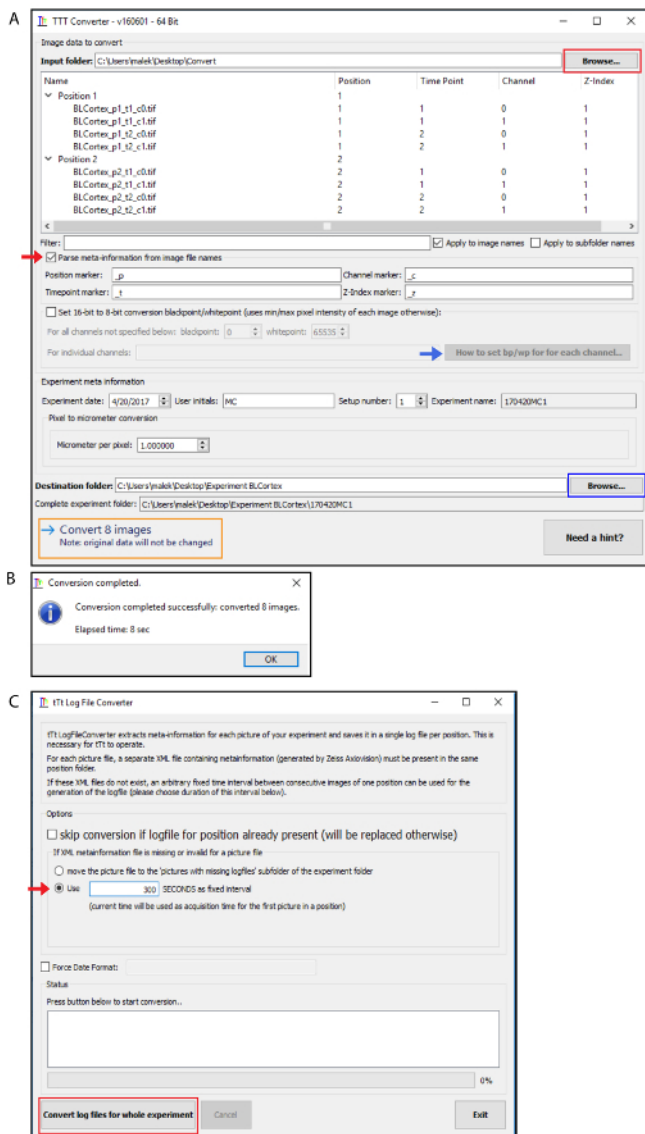 A
TTT Converter - v160601 - 64 Bit
Image data to convert
Input folder: C:\Users\malek\Desktop\Convert Browse...
Name Position Time Point Channel Z-Index
Position 1 1
BLCortex_p1_t1_c0.tif 1 1 0 1
BLCortex_p1_t1_c1.tif 1 1 1 1
BLCortex_p1_t2_c0.tif 1 2 0 1
BLCortex_p1_t2_c1.tif 1 2 1 1
Position 2 2
BLCortex_p2_t1_c0.tif 2 1 0 1
BLCortex_p2_t1_c1.tif 2 1 1 1
BLCortex_p2_t2_c0.tif 2 2 0 1
BLCortex_p2_t2_c1.tif 2 2 1 1
Filter: Apply to image names Apply to subfolder names
Parse meta-information from image file names
Position marker: _p Channel marker: _c
Timepoint marker: _t Z-Index marker: _z
Set 16-bit to 8-bit conversion blackpoint/whitepoint (uses min/max pixel intensity of each image otherwise):
For all channels not specified below: blackpoint: 0 whitepoint: 65535
For individual channels: How to set bp/wp for for each channel...
Experiment meta information
Experiment date: 4/20/2017 User initials: MC Setup number: 1 Experiment name: 170420MC1
Pixel to micrometer conversion
Micrometer per pixel: 1.000000
Destination folder: C:\Users\malek\Desktop\Experiment BLCortex Browse...
Complete experiment folder: C:\Users\malek\Desktop\Experiment BLCortex\170420MC1
Convert 8 images
Note: original data will not be changed
Need a hint?
B
Conversion completed.
Conversion completed successfully: converted 8 images.
Elapsed time: 8 sec
OK
C
tTt Log File Converter
tTt LogFileConverter extracts meta-information for each picture of your experiment and saves it in a single log file per position. This is
necessary for tTt to operate.
For each picture file, a separate XML file containing metainformation (generated by Zeiss Axiovision) must be present in the same
position folder.
If these XML files do not exist, an arbitrary fixed time interval between consecutive images of one position can be used for the
generation of the logfile (please choose duration of this interval below).
Options
skip conversion if logfile for position already present (will be replaced otherwise)
If XML metainformation file is missing or invalid for a picture file
move the picture file to the 'pictures with missing logfiles' subfolder of the experiment folder
Use 300 SECONDS as fixed interval
(current time will be used as acquisition time for the first picture in a position)
Force Date Format:
Status
Press button below to start conversion..
0%
Convert log files for whole experiment Cancel Exit